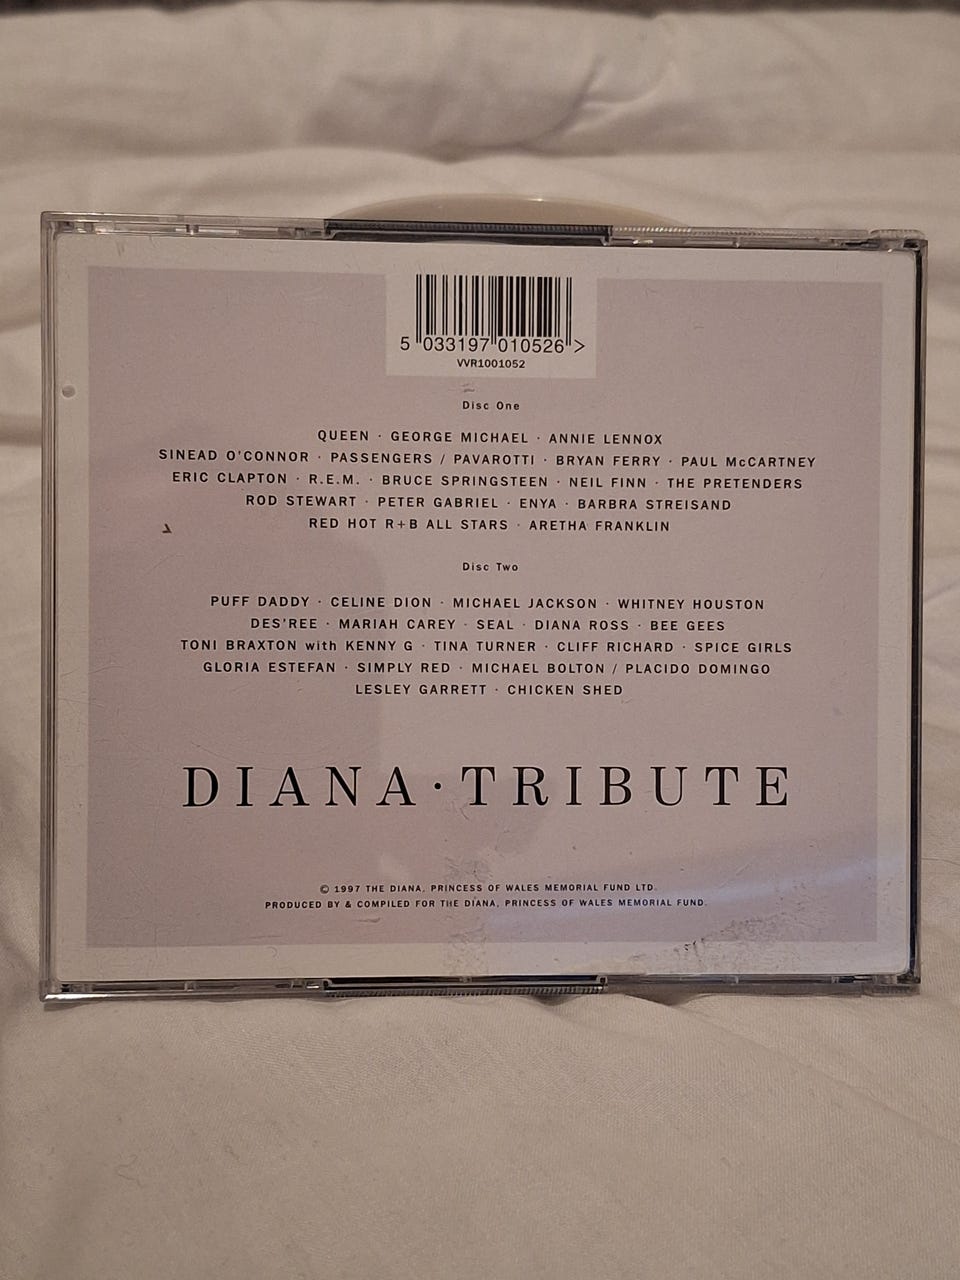 5 033197 010526 >
VVR1001052
Disc One
QUEEN · GEORGE MICHAEL · ANNIE LENNOX
SINEAD O'CONNOR · PASSENGERS / PAVAROTTI · BRYAN FERRY · PAUL McCARTNEY
ERIC CLAPTON · R.E.M. · BRUCE SPRINGSTEEN · NEIL FINN · THE PRETENDERS
ROD STEWART · PETER GABRIEL · ENYA · BARBRA STREISAND
RED HOT R+B ALL STARS · ARETHA FRANKLIN
Disc Two
PUFF DADDY · CELINE DION · MICHAEL JACKSON · WHITNEY HOUSTON
DES'REE · MARIAH CAREY · SEAL · DIANA ROSS · BEE GEES
TONI BRAXTON with KENNY G · TINA TURNER · CLIFF RICHARD · SPICE GIRLS
GLORIA ESTEFAN · SIMPLY RED · MICHAEL BOLTON / PLACIDO DOMINGO
LESLEY GARRETT · CHICKEN SHED
DIANA · TRIBUTE
© 1997 THE DIANA, PRINCESS OF WALES MEMORIAL FUND LTD.
PRODUCED BY & COMPILED FOR THE DIANA, PRINCESS OF WALES MEMORIAL FUND.